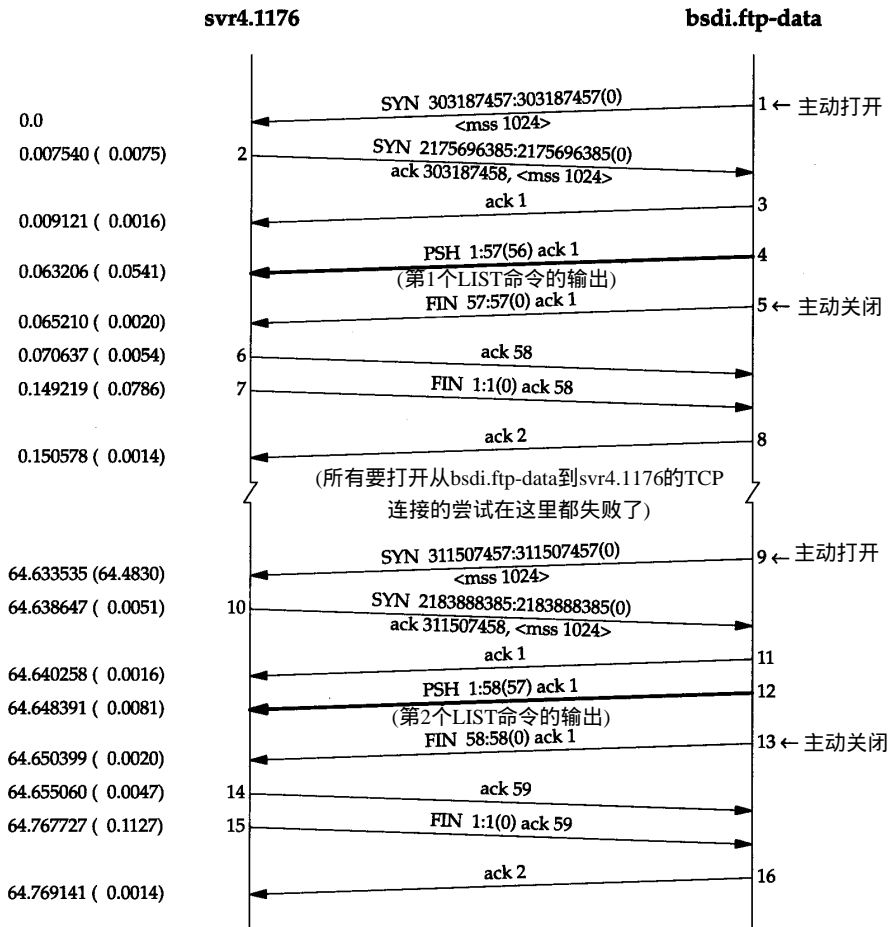 svr4.1176 bsdi.ftp-data
SYN 303187457:303187457(0) 1 ← 主动打开
0.0 <mss 1024>
0.007540 ( 0.0075) 2 SYN 2175696385:2175696385(0)
ack 303187458, <mss 1024>
ack 1 3
0.009121 ( 0.0016)
PSH 1:57(56) ack 1 4
0.063206 ( 0.0541) (第1个LIST命令的输出)
FIN 57:57(0) ack 1 5 ← 主动关闭
0.065210 ( 0.0020)
0.070637 ( 0.0054) 6 ack 58
0.149219 ( 0.0786) 7 FIN 1:1(0) ack 58
ack 2 8
0.150578 ( 0.0014)
(所有要打开从bsdi.ftp-data到svr4.1176的TCP
连接的尝试在这里都失败了)
SYN 311507457:311507457(0) 9 ← 主动打开
64.633535 (64.4830) <mss 1024>
64.638647 ( 0.0051) 10 SYN 2183888385:2183888385(0)
ack 311507458, <mss 1024>
ack 1 11
64.640258 ( 0.0016)
PSH 1:58(57) ack 1 12
64.648391 ( 0.0081) (第2个LIST命令的输出)
FIN 58:58(0) ack 1 13 ← 主动关闭
64.650399 ( 0.0020)
64.655060 ( 0.0047) 14 ack 59
64.767727 ( 0.1127) 15 FIN 1:1(0) ack 59
ack 2 16
64.769141 ( 0.0014)